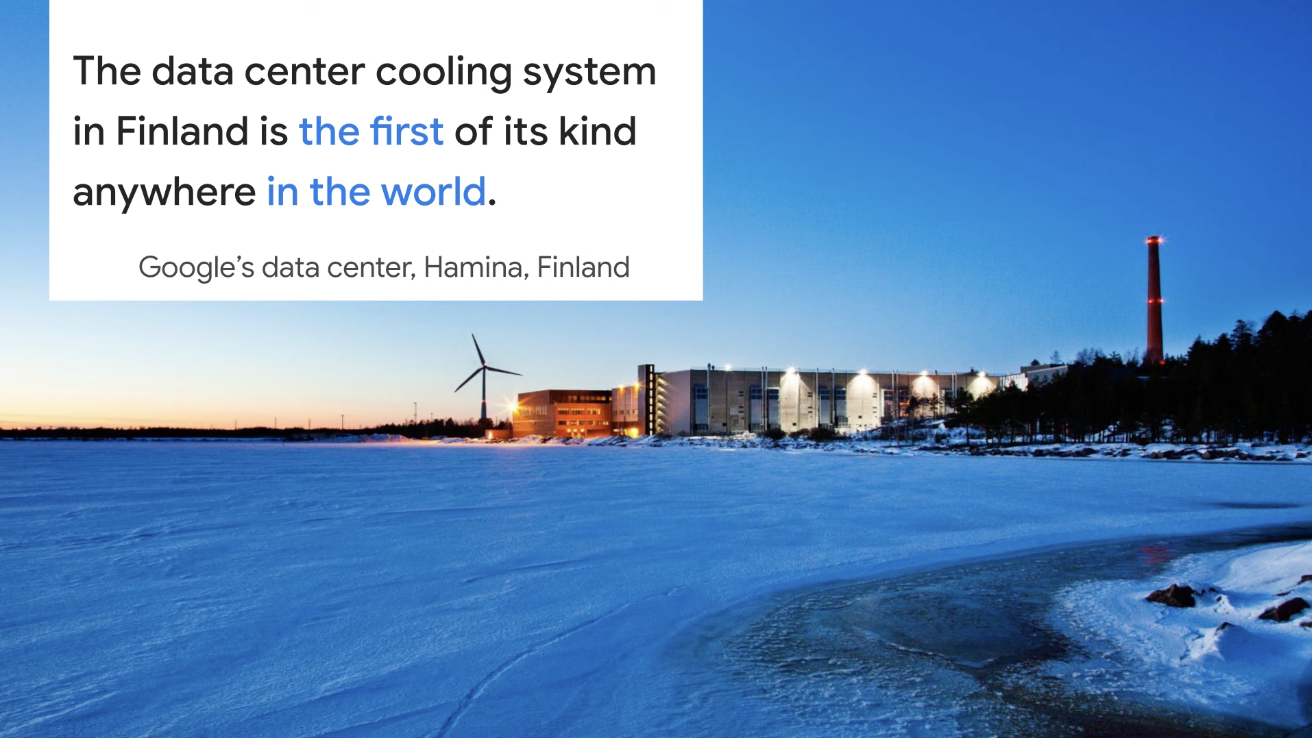 The data center cooling system
in Finland is the first of its kind
anywhere in the world.
Google’s data center, Hamina, Finland